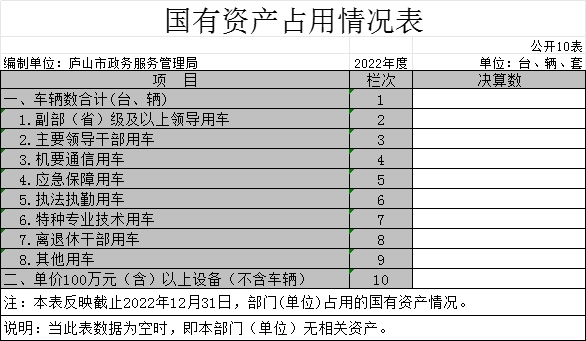 国有资产占用情况表
公开10表
编制单位：庐山市政务服务管理局 2022年度 单位：台、辆、套
项 目 栏次 决算数
一、车辆数合计(台、辆) 1
1.副部（省）级及以上领导用车 2
2.主要领导干部用车 3
3.机要通信用车 4
4.应急保障用车 5
5.执法执勤用车 6
6.特种专业技术用车 7
7.离退休干部用车 8
8.其他用车 9
二、单价100万元（含）以上设备（不含车辆） 10
注：本表反映截止2022年12月31日，部门(单位)占用的国有资产情况。
说明：当此表数据为空时，即本部门（单位）无相关资产。